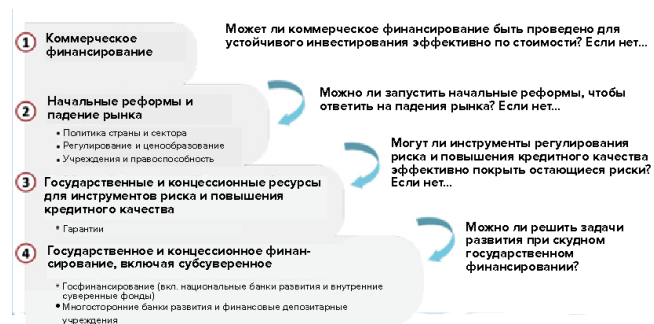 Может ли коммерческое финансирование быть проведено для
устойчивого инвестирования эффективно по стоимости? Если нет...
1 Коммерческое
финансирование
Можно ли запустить начальные реформы, чтобы
ответить на падения рынка? Если нет...
2 Начальные реформы и
падение рынка
• Политика страны и сектора
• Регулирование и ценообразование
• Учреждения и правоспособность
Могут ли инструменты регулирования
риска и повышения кредитного качества
эффективно покрыть остающиеся риски?
Если нет...
3 Государственные и концессионные ресурсы
для инструментов риска и повышения
кредитного качества
• Гарантии
Можно ли решить задачи
развития при скудном
государственном
финансировании?
4 Государственное и концессионное финан-
сирование, включая субсуверенное
• Госфинансирование (вкл. национальные банки развития и внутренние
суверенные фонды)
• Многосторонние банки развития и финансовые депозитарные
учреждения